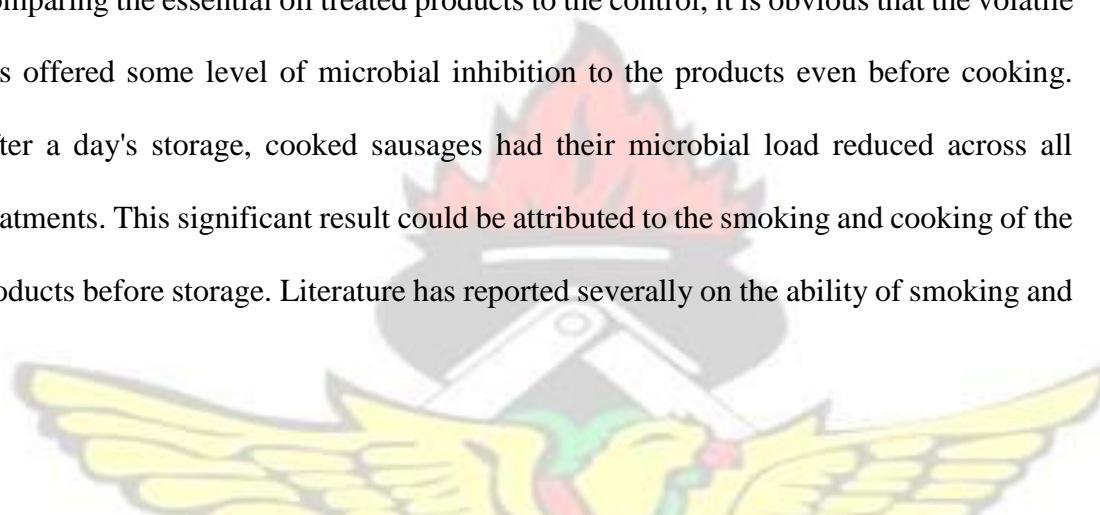 omparing the essential oil treated products to the control, it is obvious that the volatile
s offered some level of microbial inhibition to the products even before cooking.
ter a day's storage, cooked sausages had their microbial load reduced across all
eatments. This significant result could be attributed to the smoking and cooking of the
oducts before storage. Literature has reported severally on the ability of smoking and